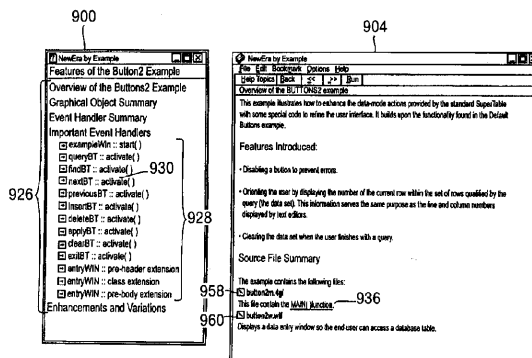 900
NewEra by Example
Features of the Button2 Example
Overview of the Buttons2 Example
Graphical Object Summary
Event Handler Summary
Important Event Handlers
exampleWin :: start( )
queryBT :: activate( )
findBT :: activate( )
nextBT :: activate( )
930
previousBT :: activate( )
insertBT :: activate( )
deleteBT :: activate( )
applyBT :: activate( )
clearBT :: activate( )
exitBT :: activate( )
entryWIN :: pre-header extension
entryWIN :: class extension
entryWIN :: pre-body extension
Enhancements and Variations
926
928
904
NewEra by Example
File Edit Bookmark Options Help
Help Topics Back << >> Run
Overview of the BUTTONS2 example
This example illustrates how to enhance the data-mode actions provided by the standard SuperTable
with some special code to refine the user interface. It builds upon the functionality found in the Default
Buttons example.
Features Introduced:
• Disabling a button to prevent errors.
• Orienting the user by displaying the number of the current row within the set of rows qualified by the
query (the data set). This information serves the same purpose as the line and column numbers
displayed by text editors.
• Clearing the data set when the user finishes with a query.
Source File Summary
The example contains the following files:
958 button2m.4gl
This file contain the MAIN() function. 936
960 button2w.wif
Displays a data entry window so the end-user can access a database table.